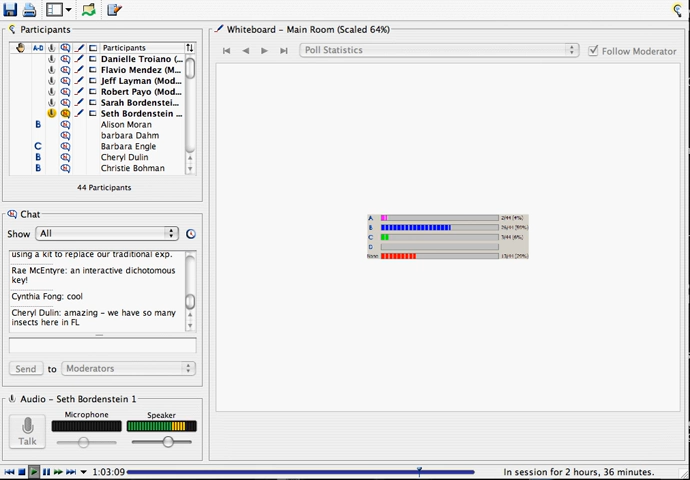 Participants
Whiteboard - Main Room (Scaled 64%)
A-D Participants
Poll Statistics
Follow Moderator
Danielle Troiano (...
Flavio Mendez (M...
Jeff Layman (Mod...
Robert Payo (Mod...
Sarah Bordenstei...
Seth Bordenstein ...
B Alison Moran
barbara Dahm
C Barbara Engle
B Cheryl Dulin
B Christie Bohman
44 Participants
Chat
Show All
using a kit to replace our traditional exp.
Rae McEntyre: an interactive dichotomous
key!
Cynthia Fong: cool
Cheryl Dulin: amazing - we have so many
insects here in FL
Send to Moderators
A 2/44 (4%)
B
C
D
None
Audio - Seth Bordenstein 1
Microphone Speaker
Talk
1:03:09
In session for 2 hours, 36 minutes.